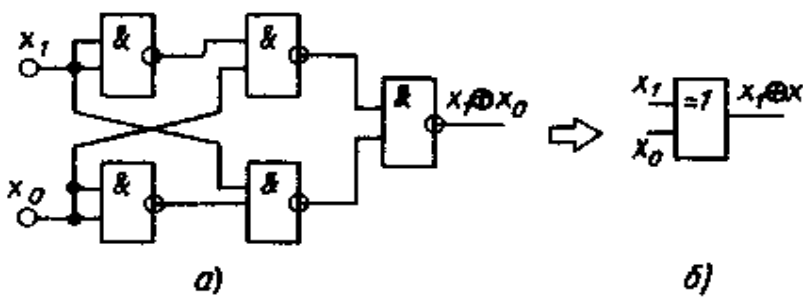 x₁ & & & x₁⊕x₀
x₀ & &
x₁ =1 x₁⊕x
x₀
а) б)